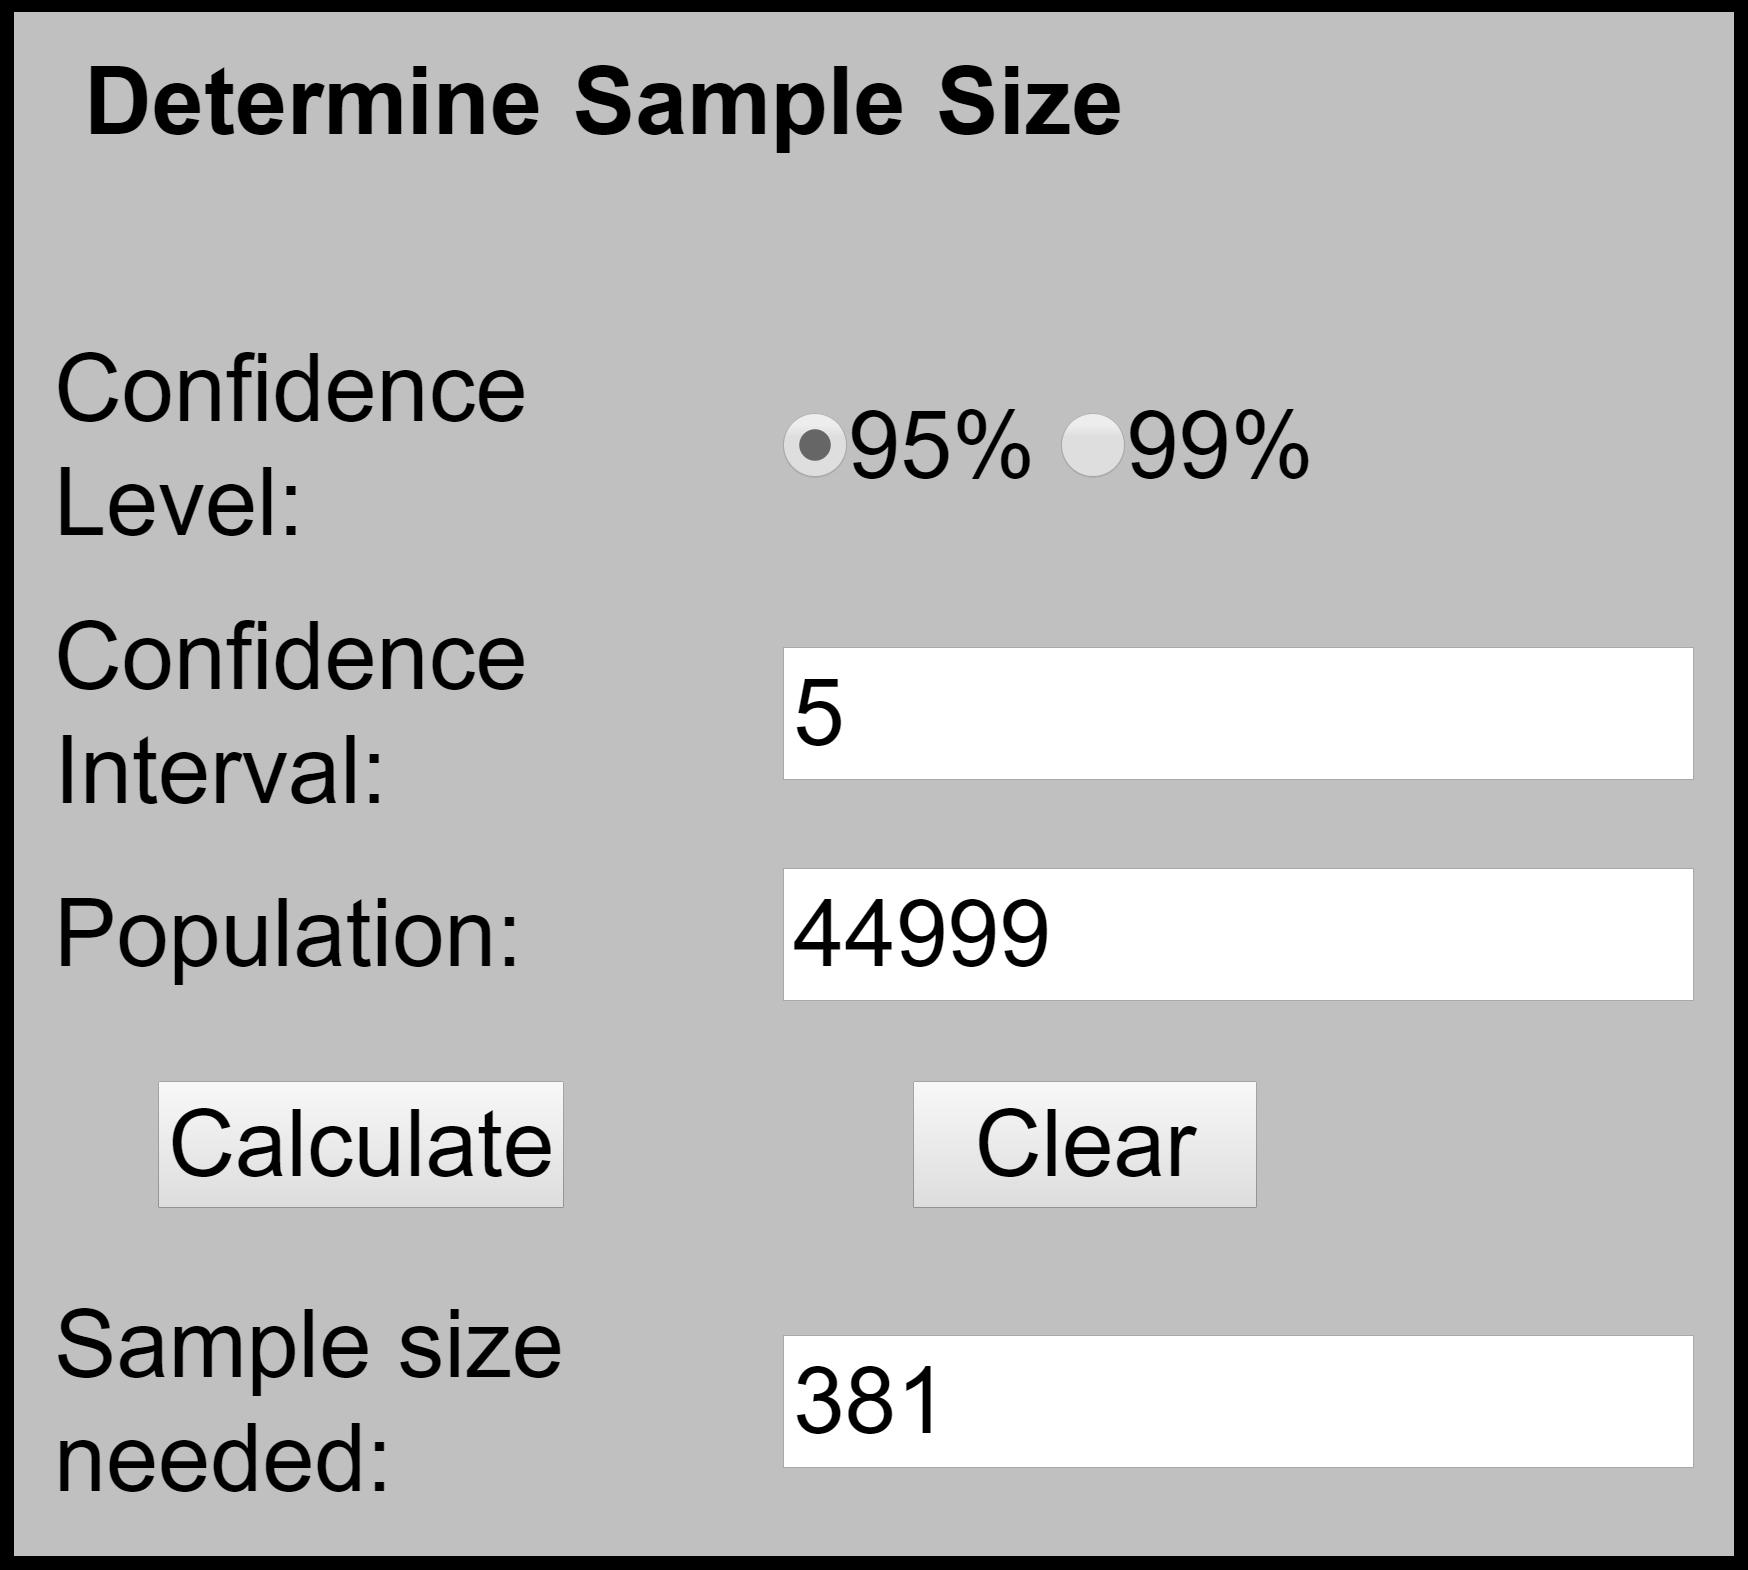 Determine Sample Size
Confidence
Level:
95% 99%
Confidence
Interval:
5
Population:
44999
Calculate Clear
Sample size
needed:
381